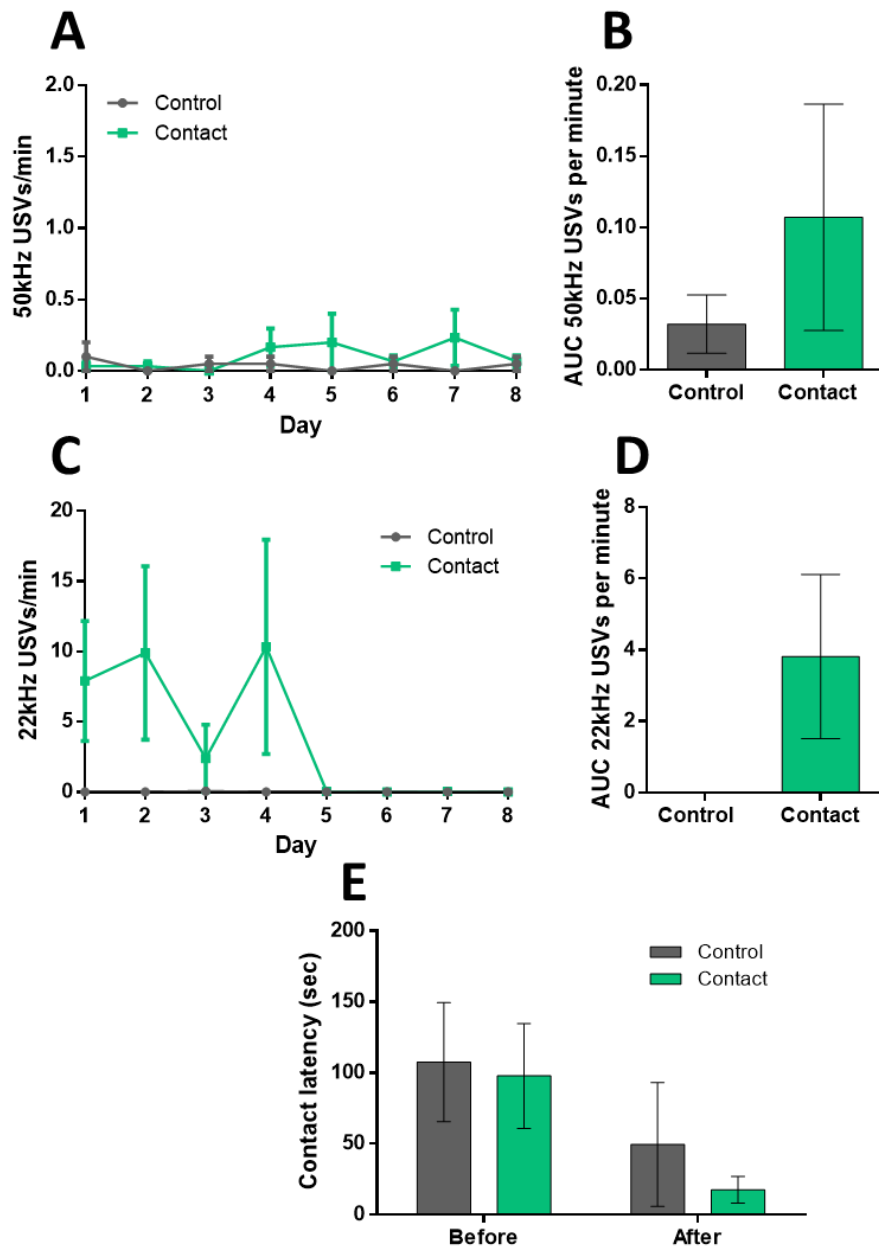 A
50kHz USVs/min
2.0
1.5
1.0
0.5
0.0
Control
Contact
1 2 3 4 5 6 7 8
Day
B
AUC 50kHz USVs per minute
0.20
0.15
0.10
0.05
0.00
Control Contact
C
22kHz USVs/min
20
15
10
5
0
Control
Contact
1 2 3 4 5 6 7 8
Day
D
AUC 22kHz USVs per minute
8
6
4
2
0
Control Contact
E
Contact latency (sec)
200
150
100
50
0
Control
Contact
Before After